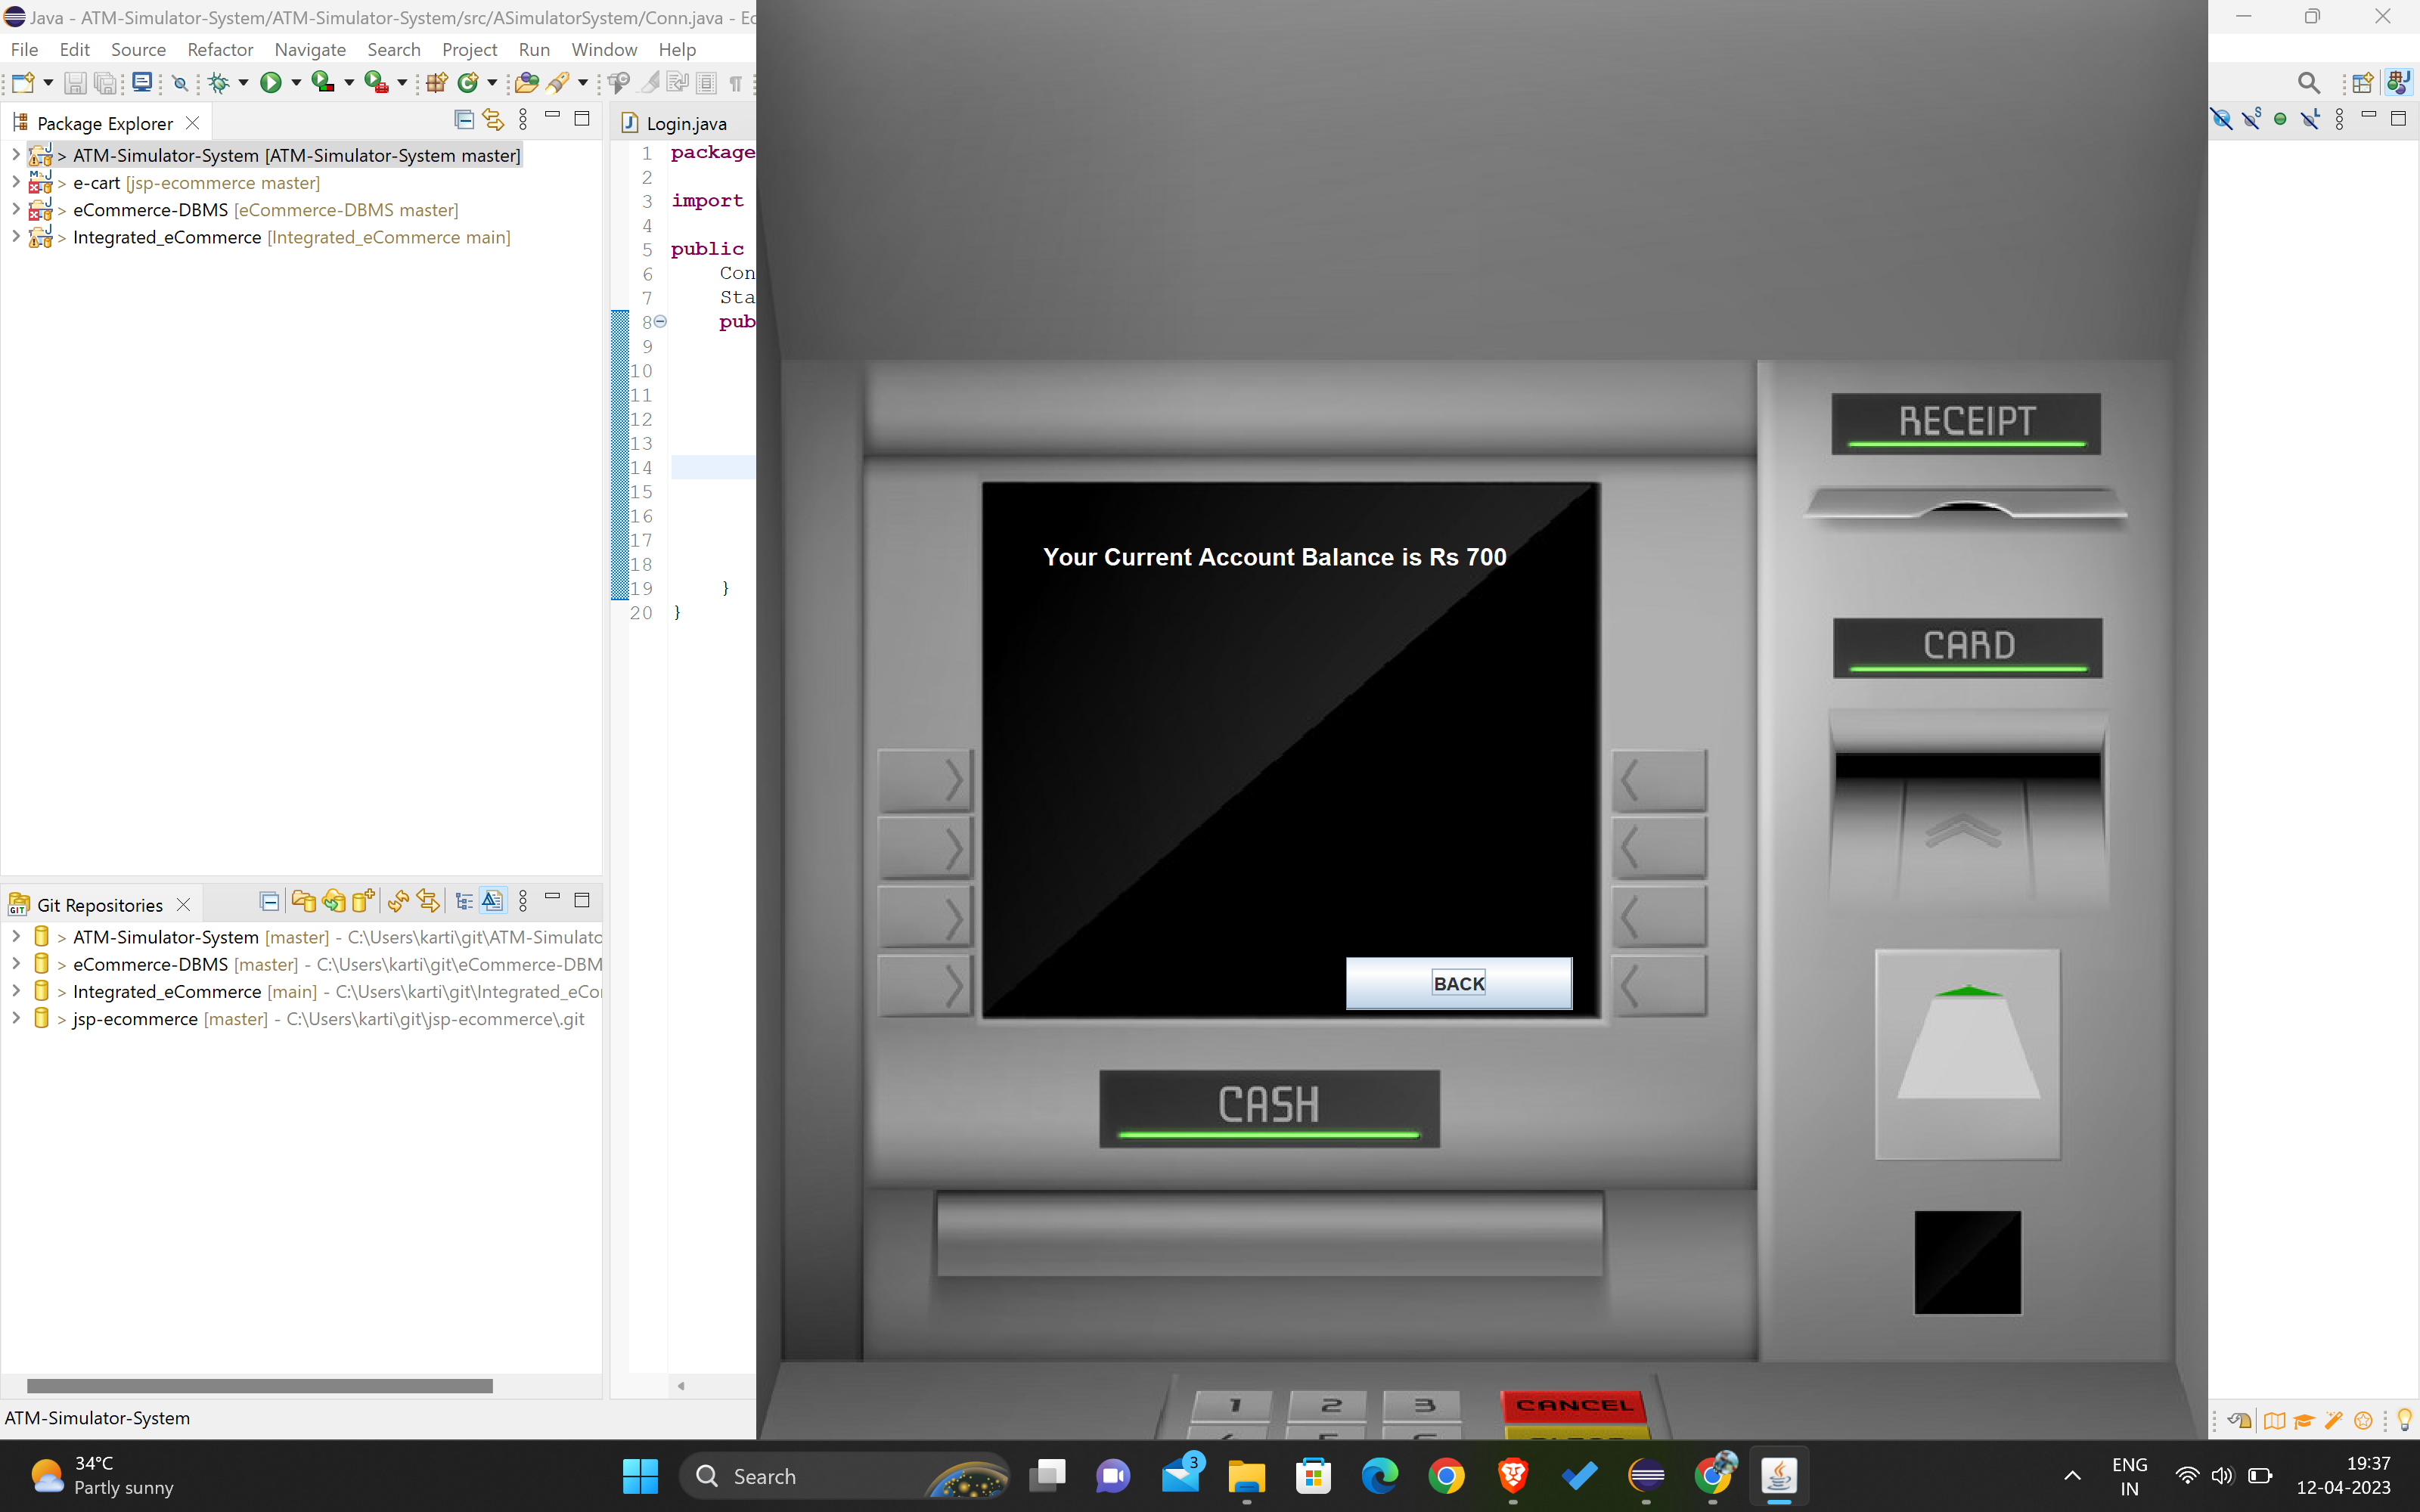 Java - ATM-Simulator-System/ATM-Simulator-System/src/ASimulatorSystem/Conn.java - Ec
File Edit Source Refactor Navigate Search Project Run Window Help
Package Explorer
> ATM-Simulator-System [ATM-Simulator-System master]
> e-cart [jsp-ecommerce master]
> eCommerce-DBMS [eCommerce-DBMS master]
> Integrated_eCommerce [Integrated_eCommerce main]
Login.java
1 package
2
3 import
4
5 public
6 Con
7 Sta
8 pub
9
10
11
12
13
14
15
16
17
18
19 }
20 }
RECEIPT
Your Current Account Balance is Rs 700
CARD
BACK
CASH
1 2 3 CANCEL
Git Repositories
> ATM-Simulator-System [master] - C:\Users\karti\git\ATM-Simulato
> eCommerce-DBMS [master] - C:\Users\karti\git\eCommerce-DBM
> Integrated_eCommerce [main] - C:\Users\karti\git\Integrated_eCo
> jsp-ecommerce [master] - C:\Users\karti\git\jsp-ecommerce\.git
ATM-Simulator-System
34°C
Partly sunny
Search
3
ENG
IN
19:37
12-04-2023